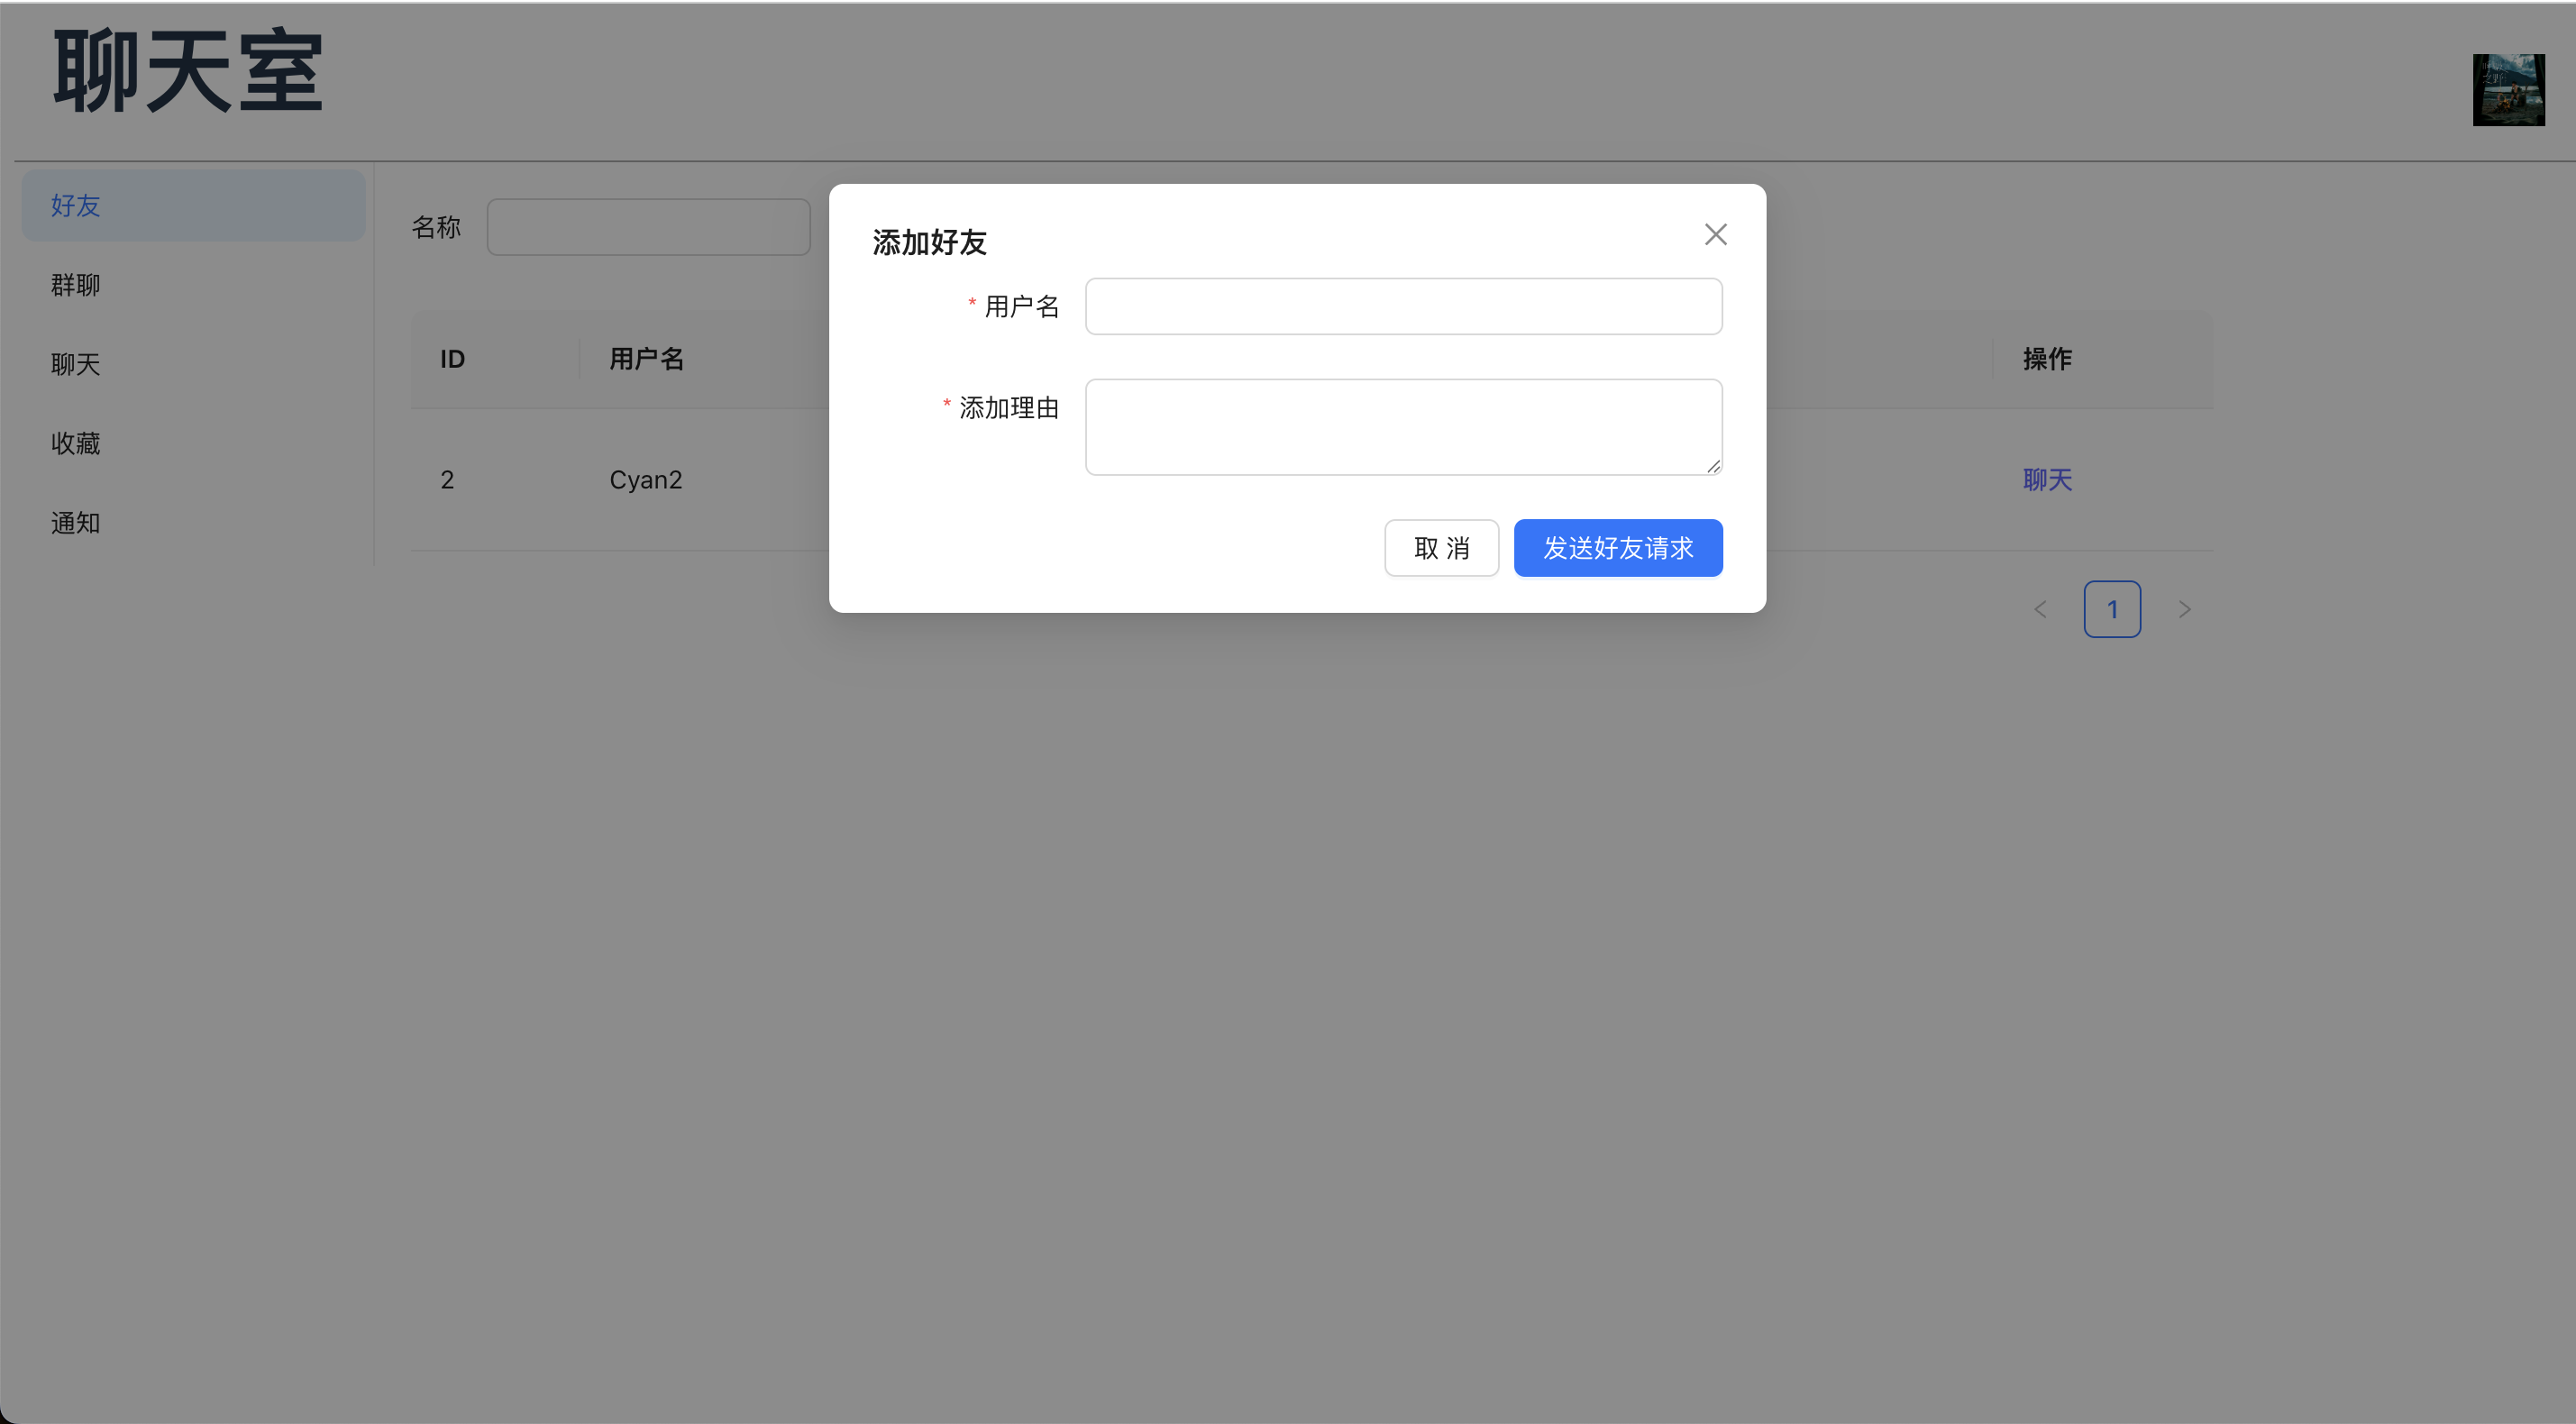 聊天室
好友
群聊
聊天
收藏
通知
名称
ID 用户名 操作
2 Cyan2 聊天
1
添加好友
* 用户名
* 添加理由
取 消 发送好友请求